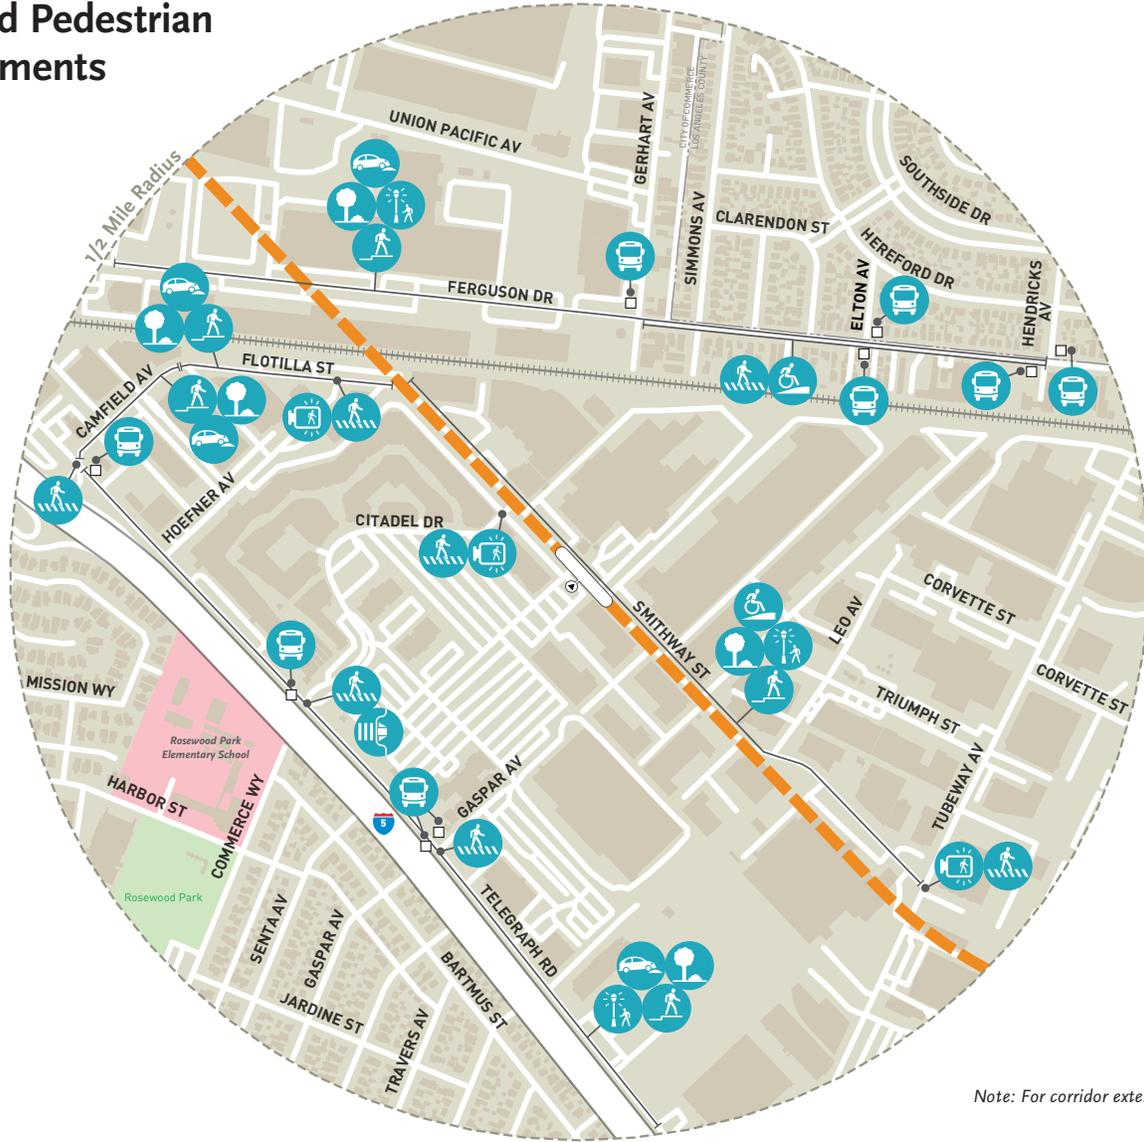 d Pedestrian
ments
1/2 Mile Radius
UNION PACIFIC AV
GERHART AV
CITY OF COMMERCE
LOS ANGELES COUNTY
SIMMONS AV
SOUTHSIDE DR
CLARENDON ST
HEREFORD DR
ELTON AV
HENDRICKS
AV
FERGUSON DR
FLOTILLA ST
CAMFIELD AV
HOEFNER AV
CITADEL DR
SMITHWAY ST
LEO AV
CORVETTE ST
CORVETTE ST
TRIUMPH ST
TUBEWAY AV
MISSION WY
Rosewood Park
Elementary School
HARBOR ST
COMMERCE WY
GASPAR AV
5
Rosewood Park
SENTA AV
GASPAR AV
JARDINE ST
TRAVERS AV
BARTMUS ST
TELEGRAPH RD
Note: For corridor exte